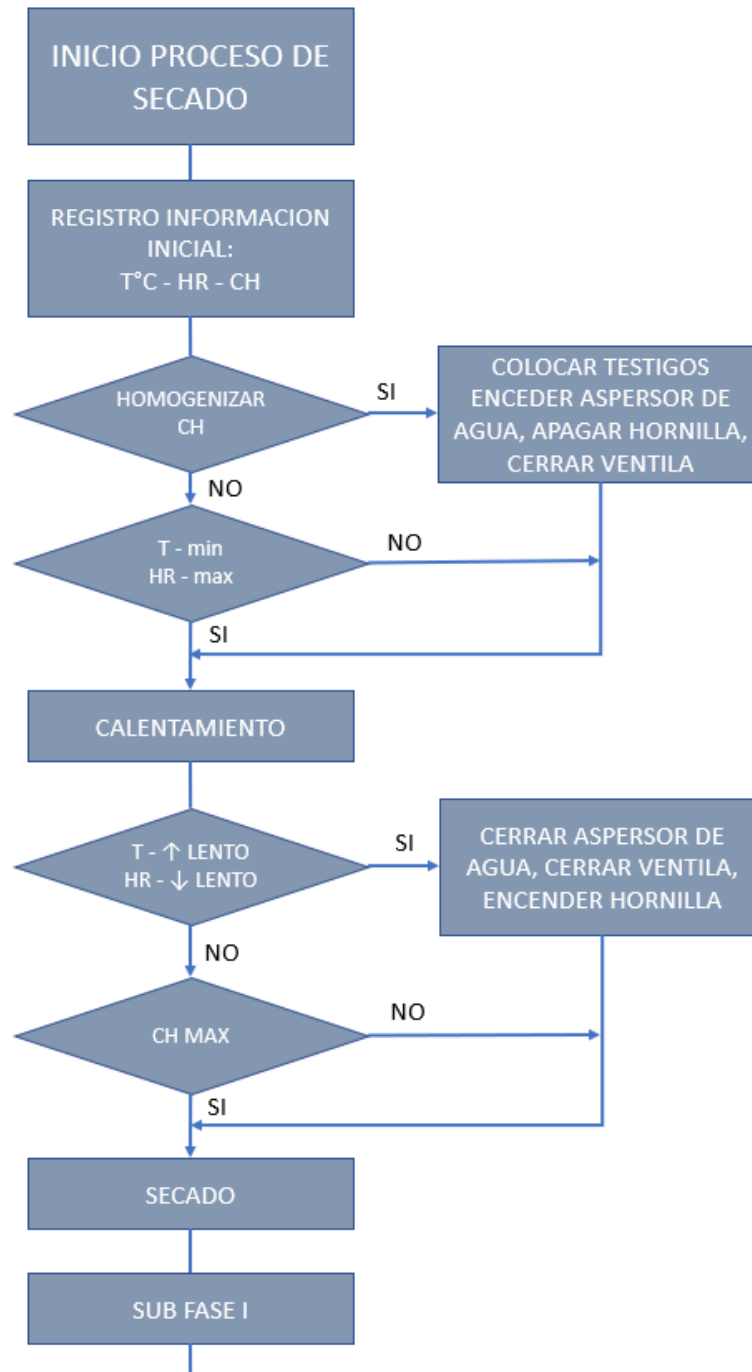 INICIO PROCESO DE
SECADO
REGISTRO INFORMACION
INICIAL:
T°C - HR - CH
HOMOGENIZAR
CH
SI
COLOCAR TESTIGOS
ENCEDER ASPERSOR DE
AGUA, APAGAR HORNILLA,
CERRAR VENTILA
NO
T - min
HR - max
NO
SI
CALENTAMIENTO
T - ↑ LENTO
HR - ↓ LENTO
SI
CERRAR ASPERSOR DE
AGUA, CERRAR VENTILA,
ENCENDER HORNILLA
NO
CH MAX
NO
SI
SECADO
SUB FASE I